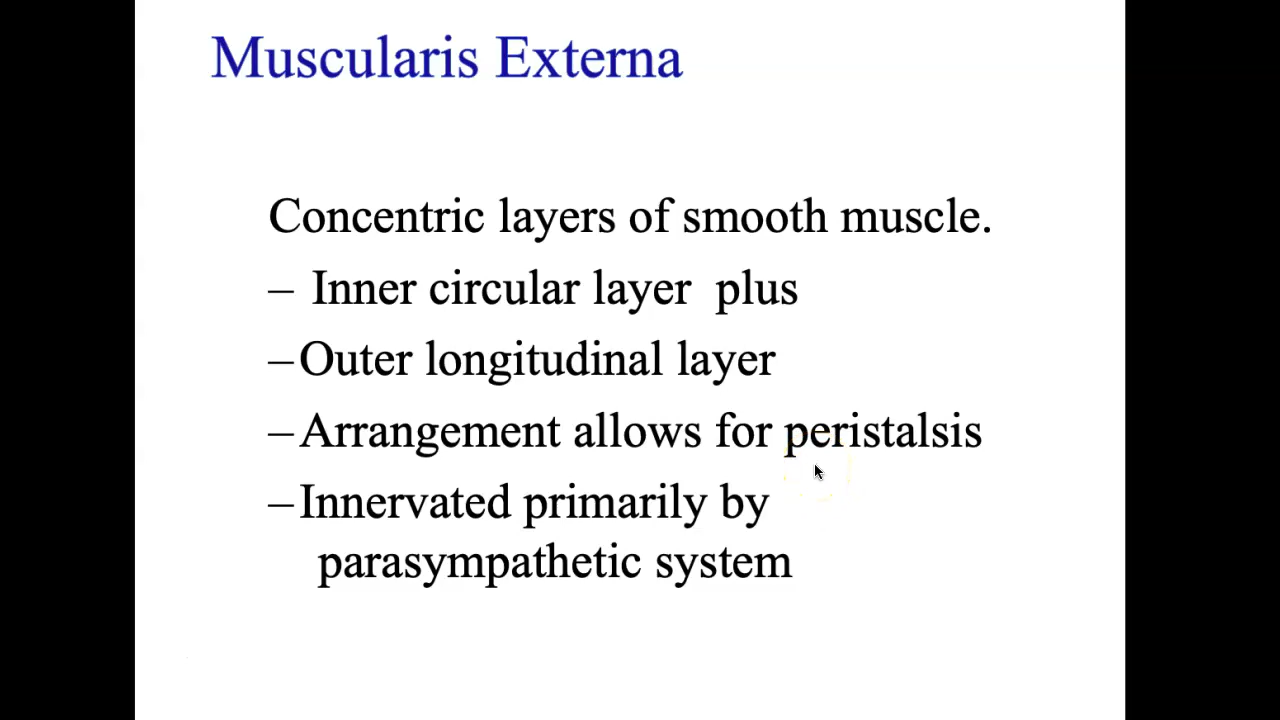 Muscularis Externa
Concentric layers of smooth muscle.
– Inner circular layer  plus
–Outer longitudinal layer
–Arrangement allows for peristalsis
–Innervated primarily by
parasympathetic system